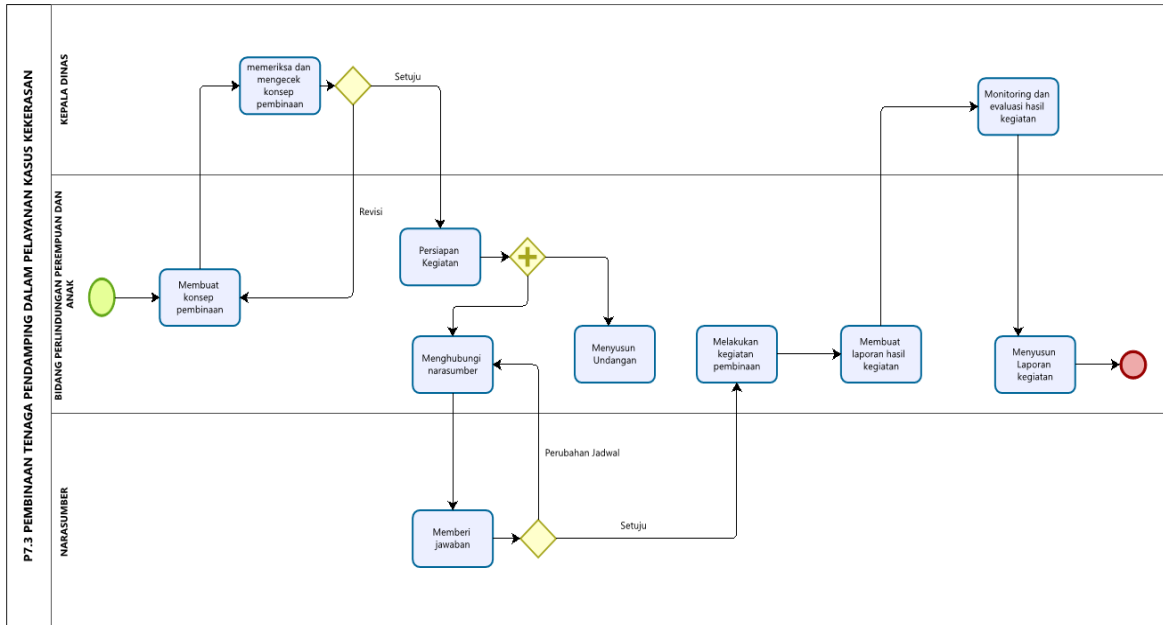 P7.3 PEMBINAAN TENAGA PENDAMPING DALAM PELAYANAN KASUS KEKERASAN
KEPALA DINAS
memeriksa dan
mengecek
konsep
pembinaan
Setuju
Monitoring dan
evaluasi hasil
kegiatan
BIDANG PERLINDUNGAN PEREMPUAN DAN
ANAK
Revisi
Membuat
konsep
pembinaan
Persiapan
Kegiatan
Menghubungi
narasumber
Menyusun
Undangan
Melakukan
kegiatan
pembinaan
Membuat
laporan hasil
kegiatan
Menyusun
Laporan
kegiatan
NARASUMBER
Perubahan Jadwal
Memberi
jawaban
Setuju